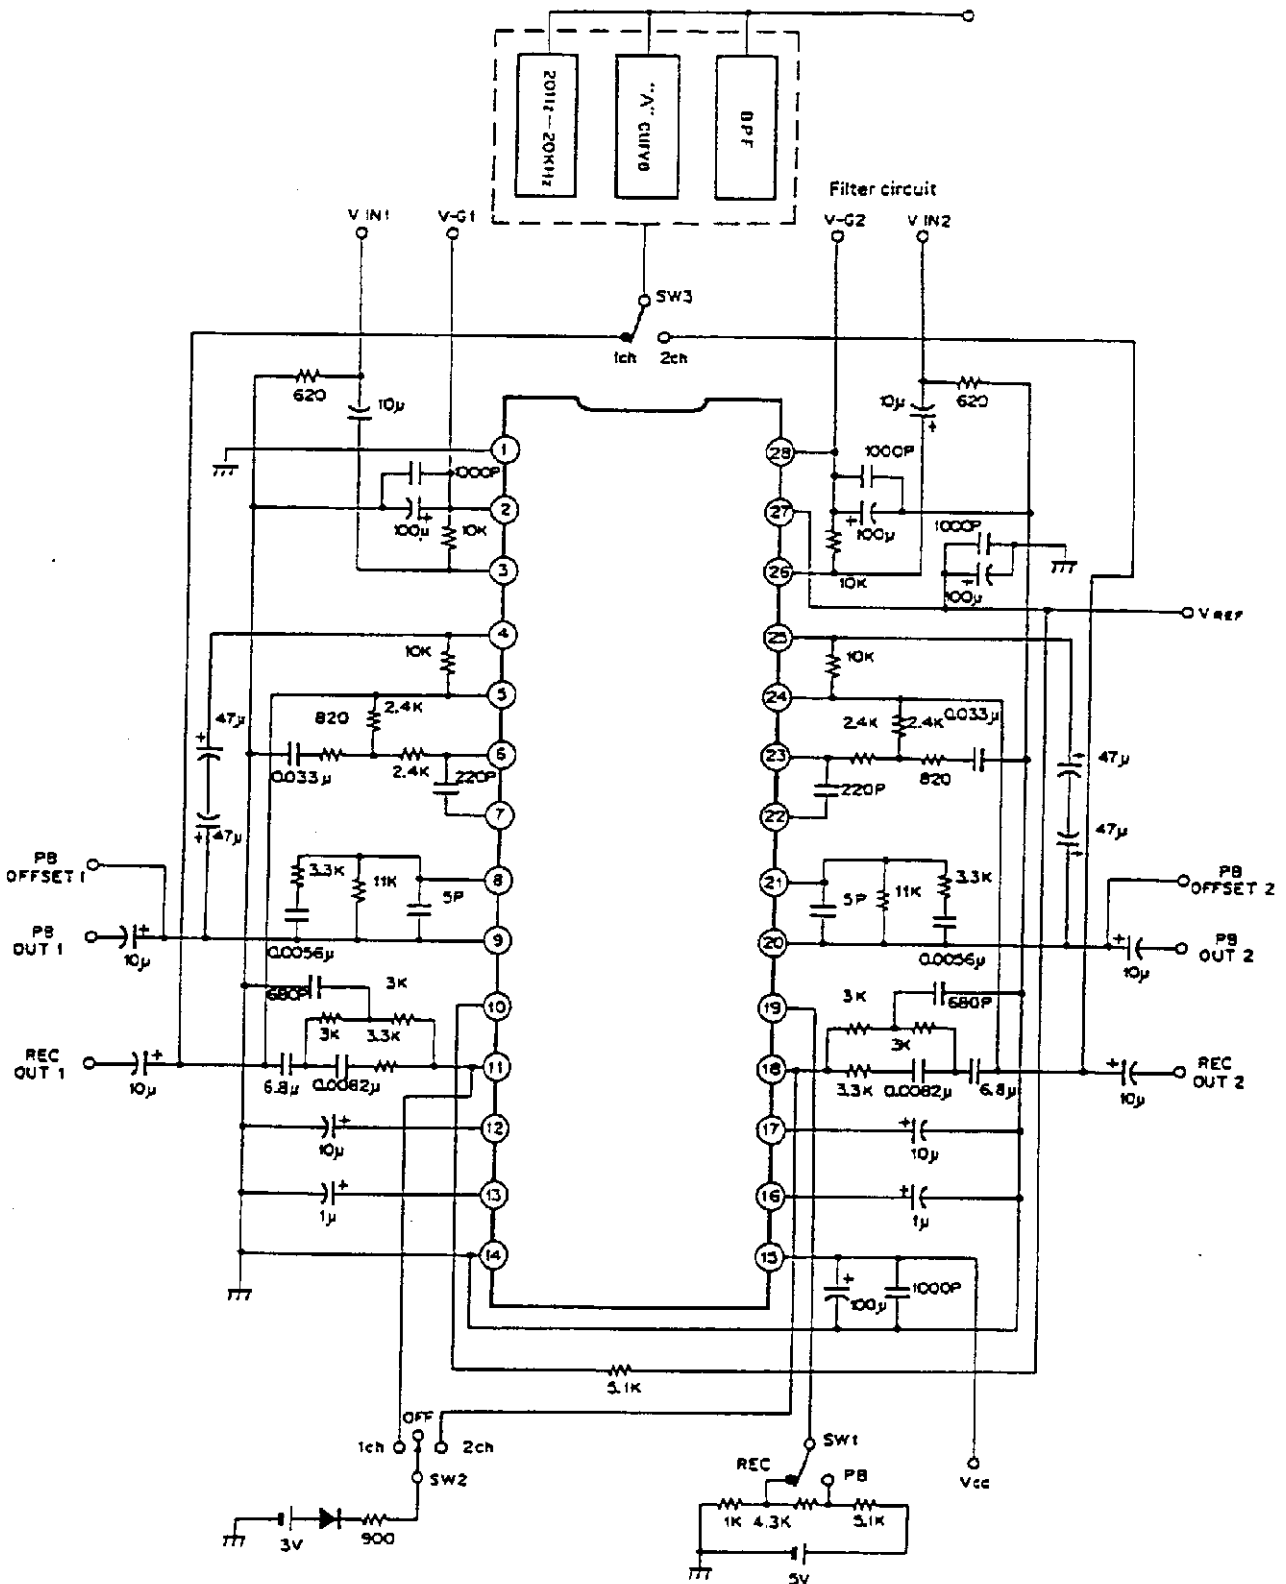 20Hz—20KHz
"A" curve
BPF
Filter circuit
V IN1
V-G1
V-G2
V IN2
SW3
1ch
2ch
620
10μ
10μ
620
1
28
1000P
1000P
2
27
100μ
10K
100μ
1000P
3
26
10K
100μ
V REF
4
25
10K
10K
5
24
47μ
820
2.4K
2.4K
2.4K
0.033μ
6
23
0.033μ
2.4K
220P
220P
820
47μ
7
22
47μ
47μ
PB
OFFSET 1
3.3K
11K
5P
8
21
5P
11K
3.3K
PB
OFFSET 2
PB
OUT 1
10μ
0.0056μ
9
20
0.0056μ
10μ
PB
OUT 2
680P
3K
10
19
3K
680P
3K
3.3K
3K
REC
OUT 1
10μ
6.8μ
0.0082μ
11
18
3.3K
0.0082μ
6.8μ
10μ
REC
OUT 2
10μ
12
17
10μ
1μ
13
16
1μ
14
15
100μ
1000P
5.1K
OFF
1ch
2ch
SW2
3V
900
SW1
REC
PB
1K
4.3K
5.1K
5V
Vcc